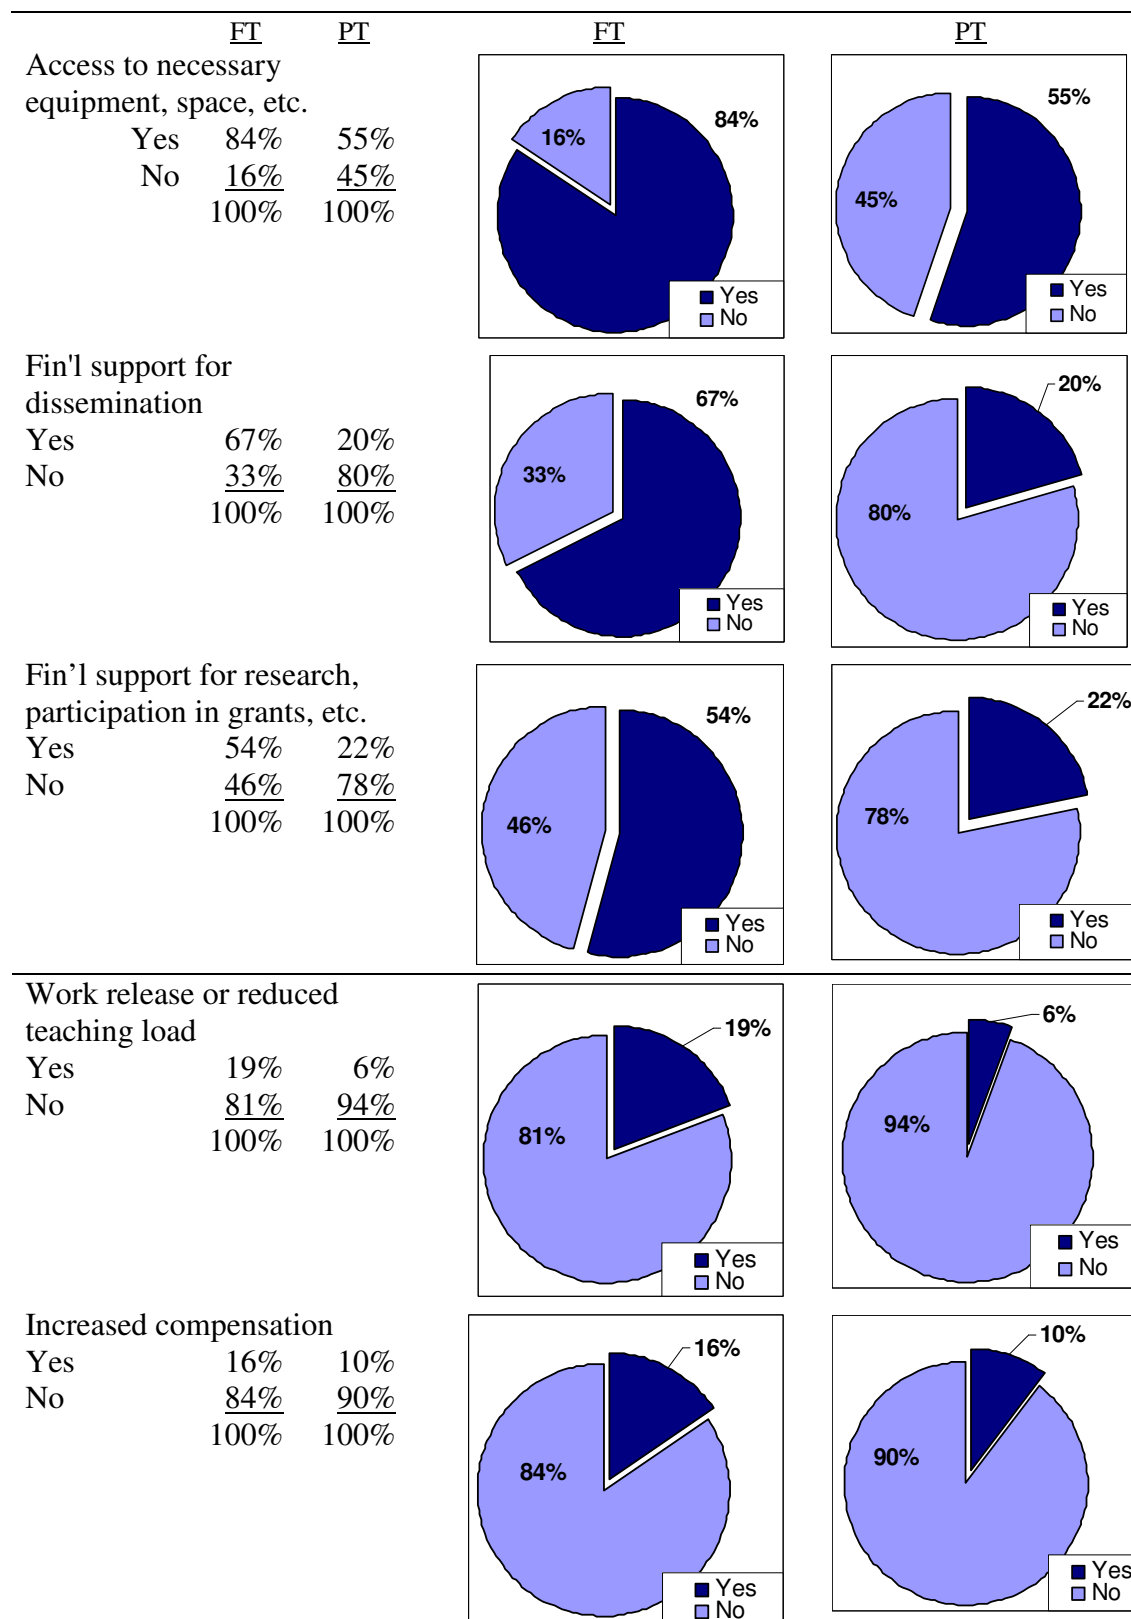 FT PT FT PT
Access to necessary
equipment, space, etc.
Yes 84% 55%
No 16% 45%
100% 100%
16%
84%
Yes
No
45%
55%
Yes
No
Fin'l support for
dissemination
Yes 67% 20%
No 33% 80%
100% 100%
33%
67%
Yes
No
20%
80%
Yes
No
Fin’l support for research,
participation in grants, etc.
Yes 54% 22%
No 46% 78%
100% 100%
54%
46%
Yes
No
22%
78%
Yes
No
Work release or reduced
teaching load
Yes 19% 6%
No 81% 94%
100% 100%
19%
81%
Yes
No
6%
94%
Yes
No
Increased compensation
Yes 16% 10%
No 84% 90%
100% 100%
16%
84%
Yes
No
10%
90%
Yes
No